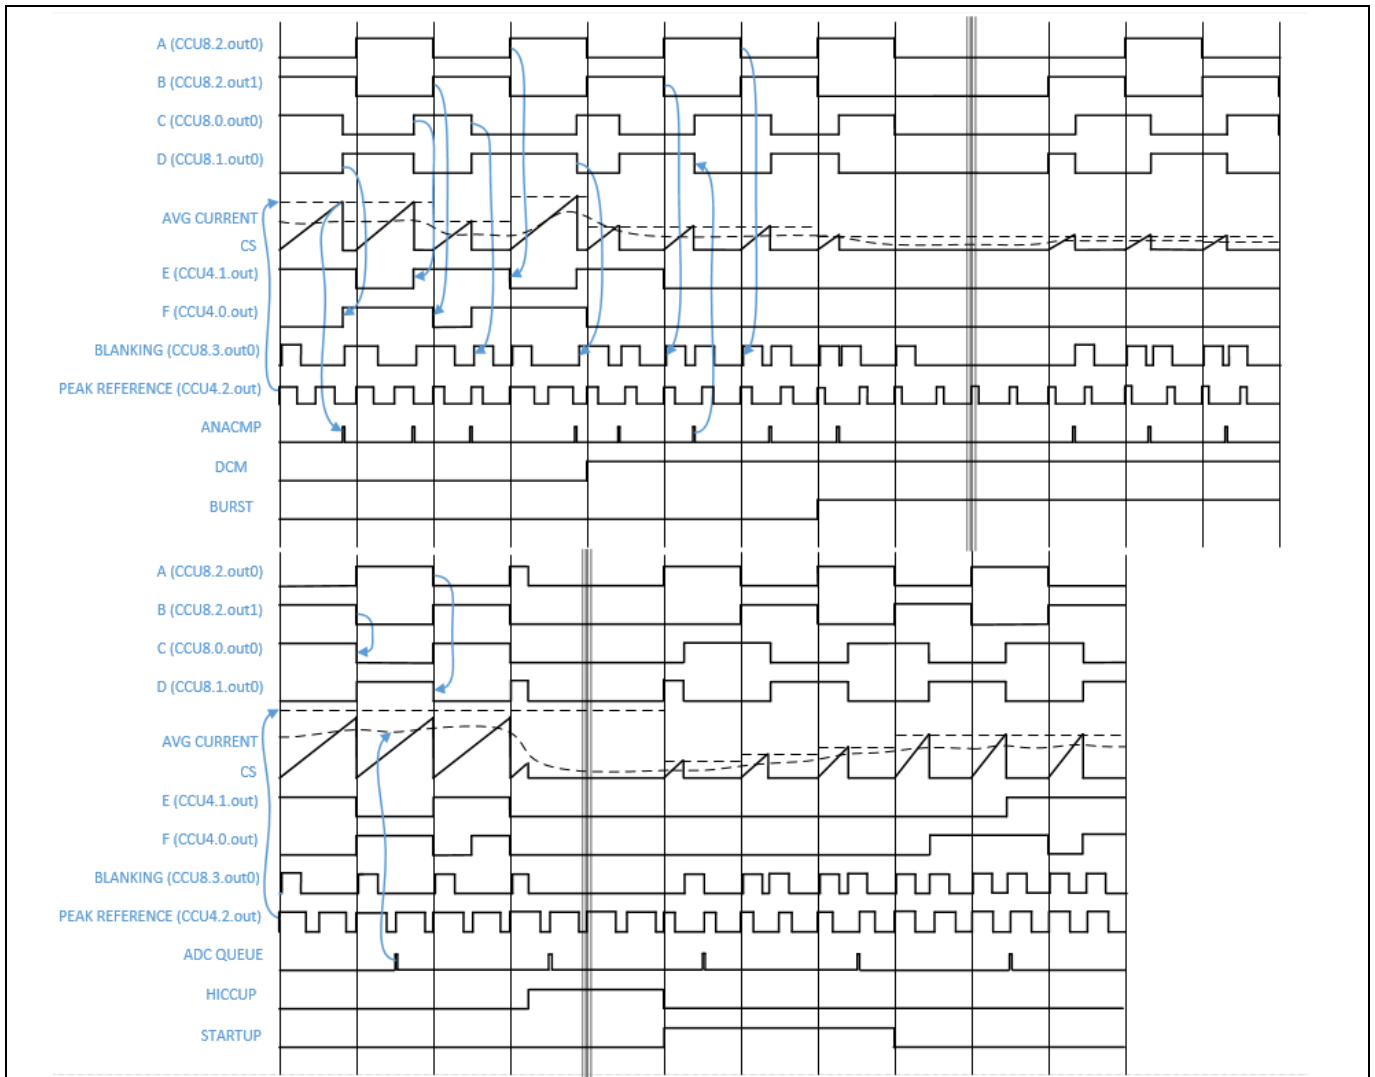 A (CCU8.2.out0)
B (CCU8.2.out1)
C (CCU8.0.out0)
D (CCU8.1.out0)
AVG CURRENT
CS
E (CCU4.1.out)
F (CCU4.0.out)
BLANKING (CCU8.3.out0)
PEAK REFERENCE (CCU4.2.out)
ANACMP
DCM
BURST
A (CCU8.2.out0)
B (CCU8.2.out1)
C (CCU8.0.out0)
D (CCU8.1.out0)
AVG CURRENT
CS
E (CCU4.1.out)
F (CCU4.0.out)
BLANKING (CCU8.3.out0)
PEAK REFERENCE (CCU4.2.out)
ADC QUEUE
HICCUP
STARTUP